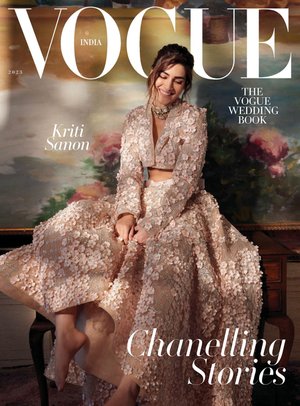 VOGUE
INDIA
2023
THE
VOGUE
WEDDING
BOOK
Kriti
Sanon
Chanelling
Stories